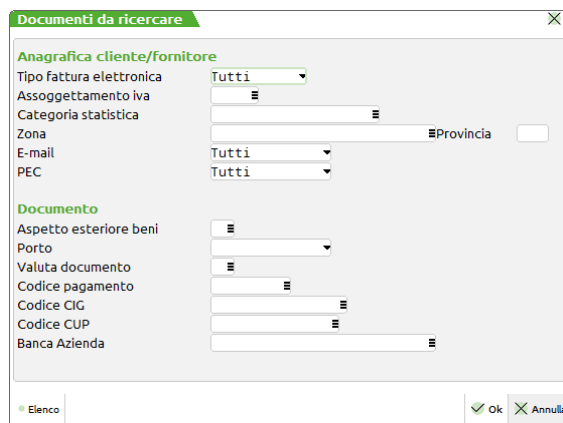 Documenti da ricercare
Anagrafica cliente/fornitore
Tipo fattura elettronica Tutti
Assoggettamento iva
Categoria statistica
Zona Provincia
E-mail Tutti
PEC Tutti
Documento
Aspetto esteriore beni
Porto
Valuta documento
Codice pagamento
Codice CIG
Codice CUP
Banca Azienda
Elenco Ok Annulla